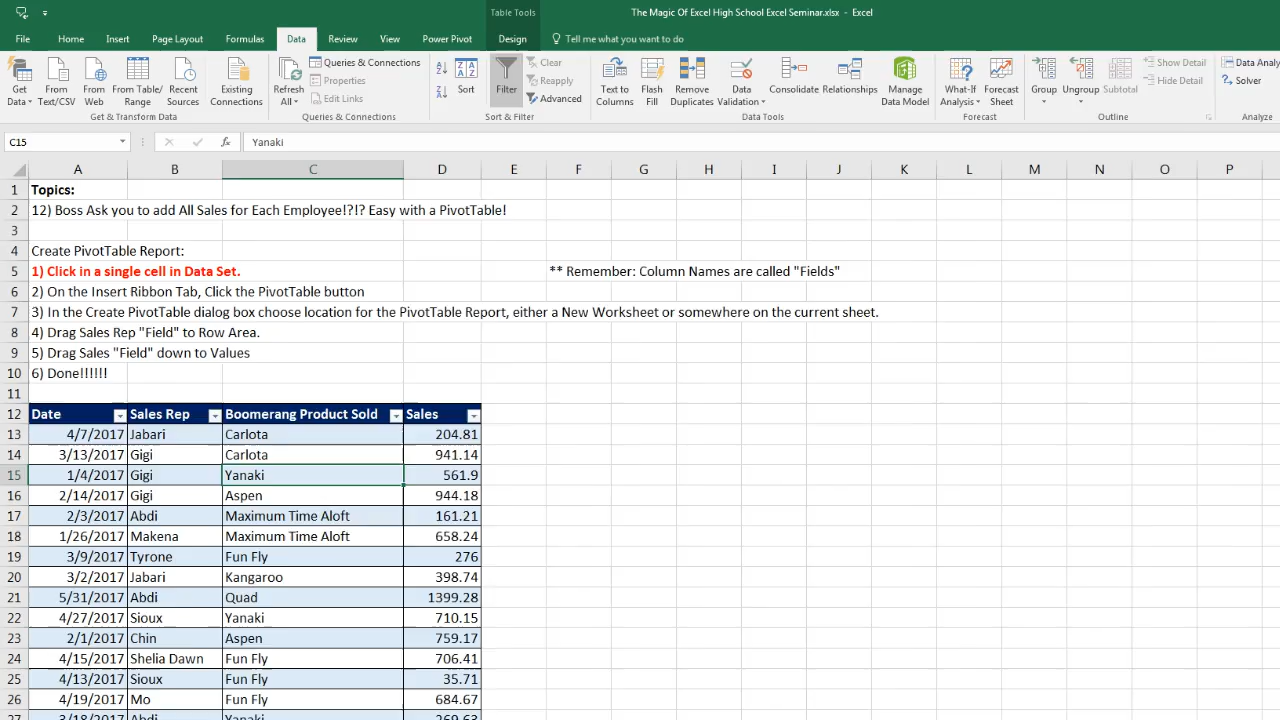 Table Tools
The Magic Of Excel High School Excel Seminar.xlsx - Excel
File Home Insert Page Layout Formulas Data Review View Power Pivot Design Tell me what you want to do
Get Data
From Text/CSV
From Web
From Table/ Range
Recent Sources
Get & Transform Data
Existing Connections
Refresh All
Queries & Connections
Properties
Edit Links
Queries & Connections
Sort
Filter
Clear
Reapply
Advanced
Sort & Filter
Text to Columns
Flash Fill
Remove Duplicates
Data Validation
Consolidate
Relationships
Manage Data Model
Data Tools
What-If Analysis
Forecast Sheet
Forecast
Group
Ungroup
Subtotal
Show Detail
Hide Detail
Outline
Data Analy
Solver
Analyze
C15 fx Yanaki
A B C D E F G H I J K L M N O P
1 Topics:
2 12) Boss Ask you to add All Sales for Each Employee!?!? Easy with a PivotTable!
3
4 Create PivotTable Report:
5 1) Click in a single cell in Data Set. ** Remember: Column Names are called "Fields"
6 2) On the Insert Ribbon Tab, Click the PivotTable button
7 3) In the Create PivotTable dialog box choose location for the PivotTable Report, either a New Worksheet or somewhere on the current sheet.
8 4) Drag Sales Rep "Field" to Row Area.
9 5) Drag Sales "Field" down to Values
10 6) Done!!!!!!
11
12 Date Sales Rep Boomerang Product Sold Sales
13 4/7/2017 Jabari Carlota 204.81
14 3/13/2017 Gigi Carlota 941.14
15 1/4/2017 Gigi Yanaki 561.9
16 2/14/2017 Gigi Aspen 944.18
17 2/3/2017 Abdi Maximum Time Aloft 161.21
18 1/26/2017 Makena Maximum Time Aloft 658.24
19 3/9/2017 Tyrone Fun Fly 276
20 3/2/2017 Jabari Kangaroo 398.74
21 5/31/2017 Abdi Quad 1399.28
22 4/27/2017 Sioux Yanaki 710.15
23 2/1/2017 Chin Aspen 759.17
24 4/15/2017 Shelia Dawn Fun Fly 706.41
25 4/13/2017 Sioux Fun Fly 35.71
26 4/19/2017 Mo Fun Fly 684.67
27 3/18/2017 Abdi Yanaki 269.63